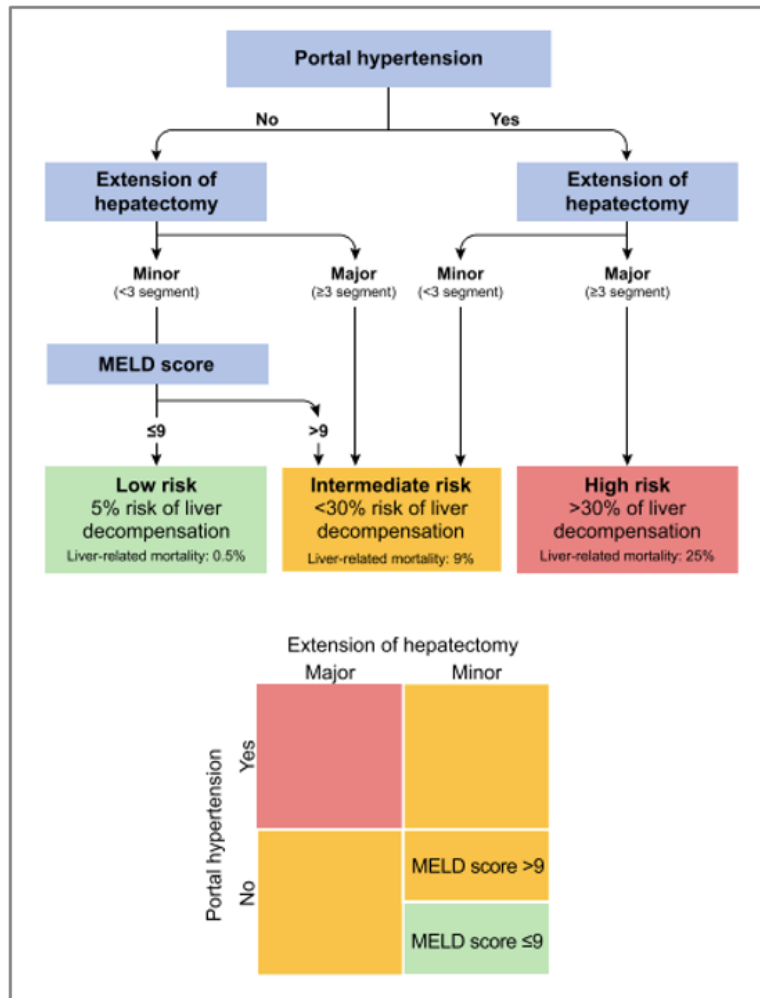 Portal hypertension
No
Yes
Extension of
hepatectomy
Extension of
hepatectomy
Minor
(<3 segment)
Major
(≥3 segment)
Minor
(<3 segment)
Major
(≥3 segment)
MELD score
≤9
>9
Low risk
5% risk of liver
decompensation
Liver-related mortality: 0.5%
Intermediate risk
<30% risk of liver
decompensation
Liver-related mortality: 9%
High risk
>30% of liver
decompensation
Liver-related mortality: 25%
Extension of hepatectomy
Major
Minor
Portal hypertension
Yes
No
MELD score >9
MELD score ≤9